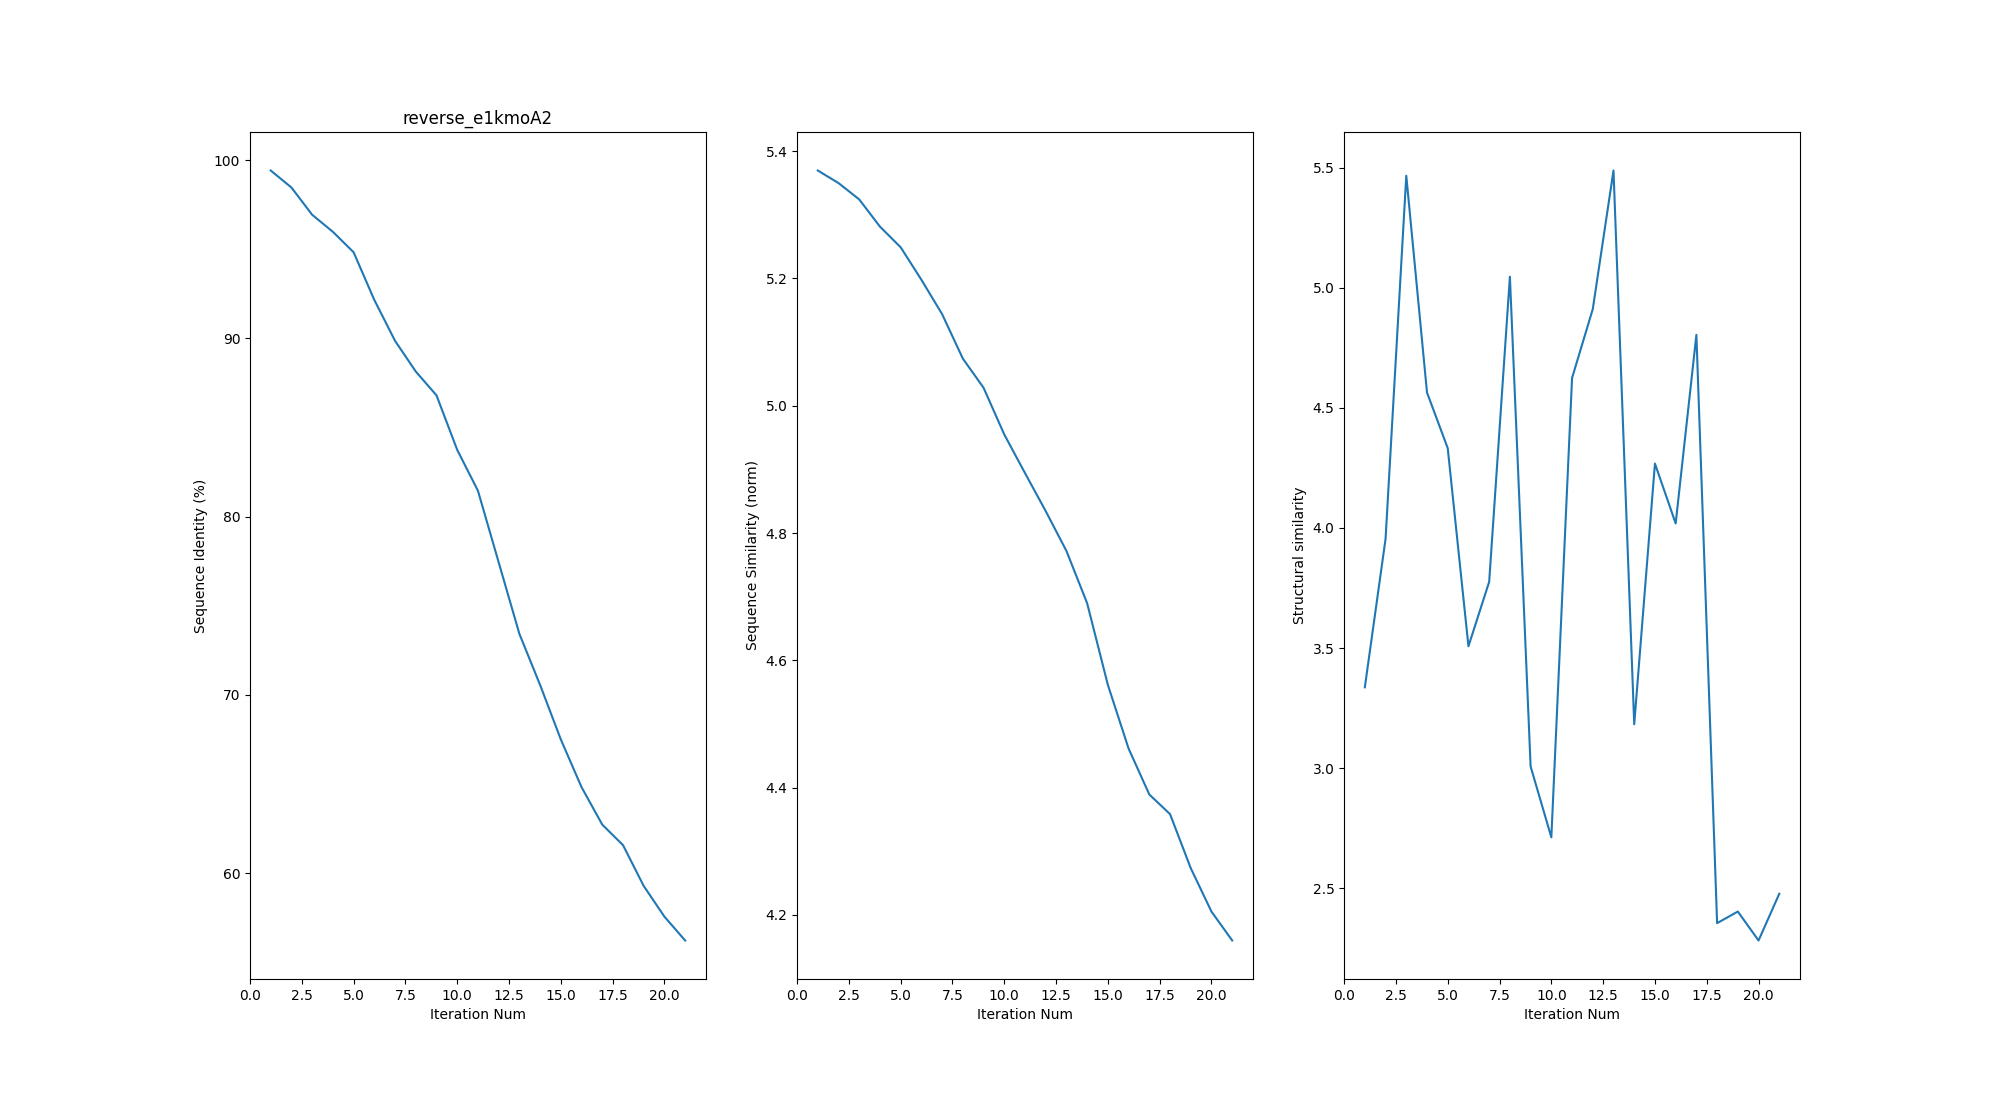 reverse_e1kmoA2
Sequence Identity (%)
100
90
80
70
60
0.0 2.5 5.0 7.5 10.0 12.5 15.0 17.5 20.0
Iteration Num
Sequence Similarity (norm)
5.4
5.2
5.0
4.8
4.6
4.4
4.2
0.0 2.5 5.0 7.5 10.0 12.5 15.0 17.5 20.0
Iteration Num
Structural similarity
5.5
5.0
4.5
4.0
3.5
3.0
2.5
0.0 2.5 5.0 7.5 10.0 12.5 15.0 17.5 20.0
Iteration Num